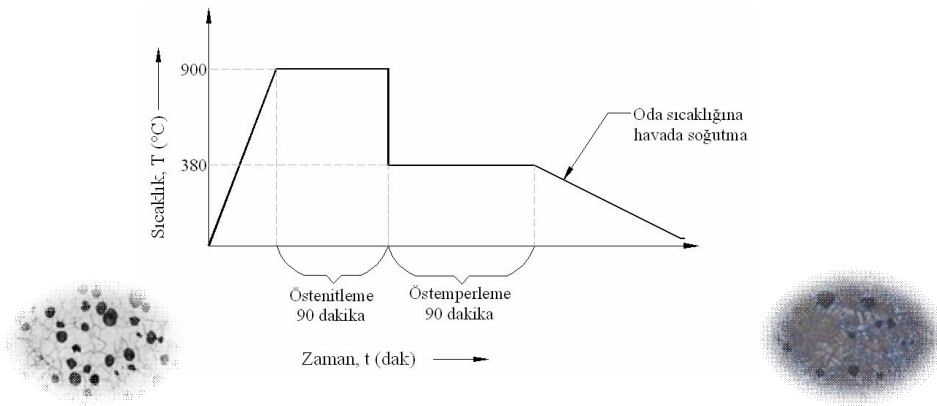 Sıcaklık, T (°C)
900
380
Oda sıcaklığına
havada soğutma
Östenitleme
90 dakika
Östemperleme
90 dakika
Zaman, t (dak)